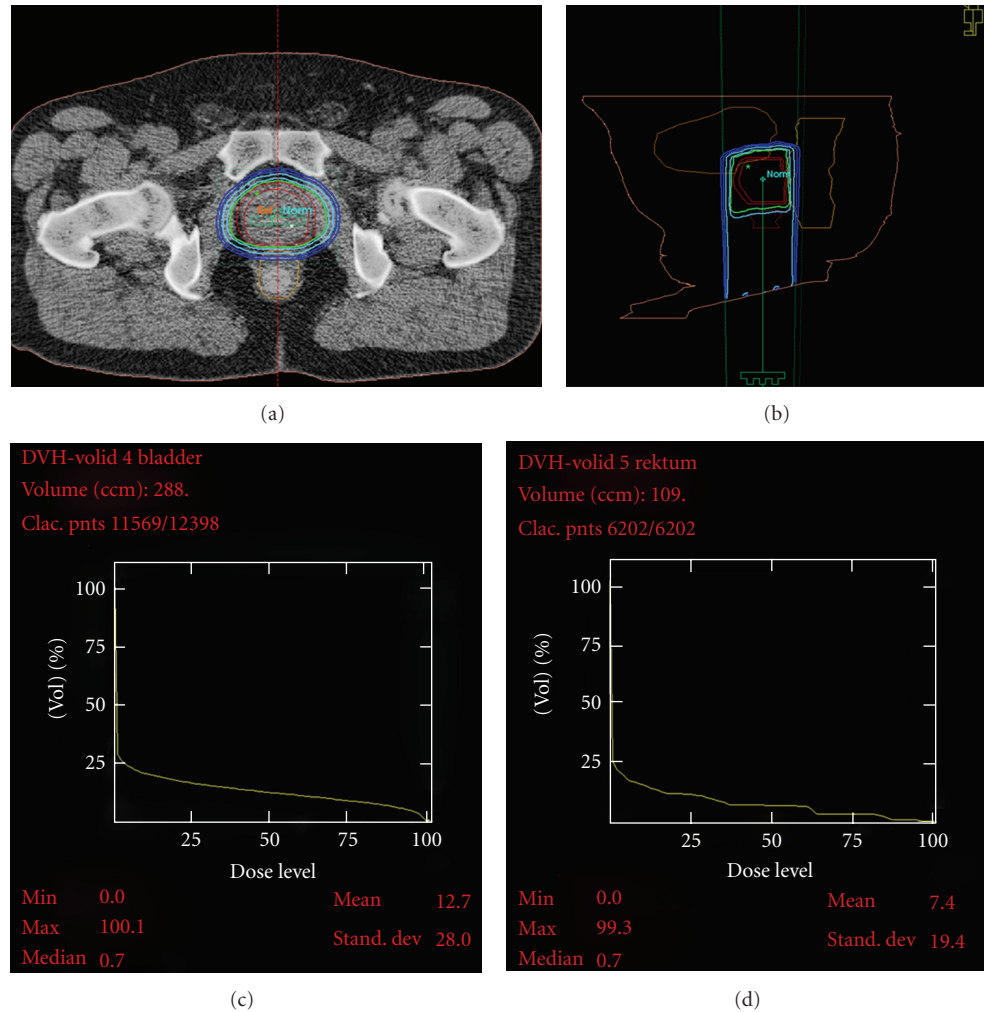 Norm
Norm
(a)
(b)
DVH-volid 4 bladder
Volume (ccm): 288.
Clac. pnts 11569/12398
100
75
50
25
(Vol) (%)
25
50
75
100
Dose level
Min 0.0
Max 100.1
Median 0.7
Mean 12.7
Stand. dev 28.0
(c)
DVH-volid 5 rektum
Volume (ccm): 109.
Clac. pnts 6202/6202
100
75
50
25
(Vol) (%)
25
50
75
100
Dose level
Min 0.0
Max 99.3
Median 0.7
Mean 7.4
Stand. dev 19.4
(d)